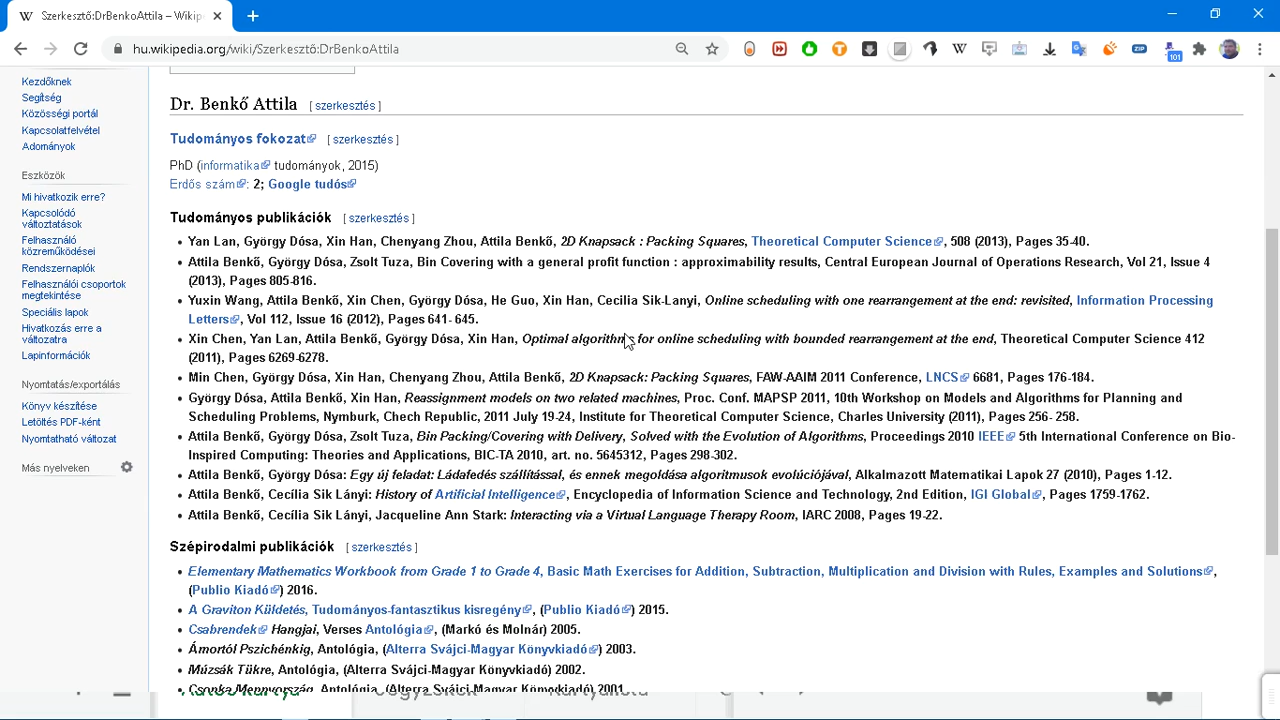 Szerkesztő:DrBenkoAttila – Wikip
hu.wikipedia.org/wiki/Szerkesztő:DrBenkoAttila
ZIP
101
Kezdőknek
Segítség
Közösségi portál
Kapcsolatfelvétel
Adományok
Eszközök
Mi hivatkozik erre?
Kapcsolódó
változtatások
Felhasználó
közreműködései
Rendszernaplók
Felhasználói csoportok
megtekintése
Speciális lapok
Hivatkozás erre a
változatra
Lapinformációk
Nyomtatás/exportálás
Könyv készítése
Letöltés PDF-ként
Nyomtatható változat
Más nyelveken
Dr. Benkő Attila [ szerkesztés ]
Tudományos fokozat [ szerkesztés ]
PhD (informatika tudományok, 2015)
Erdős szám: 2; Google tudós
Tudományos publikációk [ szerkesztés ]
• Yan Lan, György Dósa, Xin Han, Chenyang Zhou, Attila Benkő, 2D Knapsack : Packing Squares, Theoretical Computer Science, 508 (2013), Pages 35-40.
• Attila Benkő, György Dósa, Zsolt Tuza, Bin Covering with a general profit function : approximability results, Central European Journal of Operations Research, Vol 21, Issue 4
(2013), Pages 805-816.
• Yuxin Wang, Attila Benkő, Xin Chen, György Dósa, He Guo, Xin Han, Cecilia Sik-Lanyi, Online scheduling with one rearrangement at the end: revisited, Information Processing
Letters, Vol 112, Issue 16 (2012), Pages 641- 645.
• Xin Chen, Yan Lan, Attila Benkő, György Dósa, Xin Han, Optimal algorithms for online scheduling with bounded rearrangement at the end, Theoretical Computer Science 412
(2011), Pages 6269-6278.
• Min Chen, György Dósa, Xin Han, Chenyang Zhou, Attila Benkő, 2D Knapsack: Packing Squares, FAW-AAIM 2011 Conference, LNCS 6681, Pages 176-184.
• György Dósa, Attila Benkő, Xin Han, Reassignment models on two related machines, Proc. Conf. MAPSP 2011, 10th Workshop on Models and Algorithms for Planning and
Scheduling Problems, Nymburk, Chech Republic, 2011 July 19-24, Institute for Theoretical Computer Science, Charles University (2011), Pages 256- 258.
• Attila Benkő, György Dósa, Zsolt Tuza, Bin Packing/Covering with Delivery, Solved with the Evolution of Algorithms, Proceedings 2010 IEEE 5th International Conference on Bio-
Inspired Computing: Theories and Applications, BIC-TA 2010, art. no. 5645312, Pages 298-302.
• Attila Benkő, György Dósa: Egy új feladat: Ládafedés szállítással, és ennek megoldása algoritmusok evolúciójával, Alkalmazott Matematikai Lapok 27 (2010), Pages 1-12.
• Attila Benkő, Cecília Sik Lányi: History of Artificial Intelligence, Encyclopedia of Information Science and Technology, 2nd Edition, IGI Global, Pages 1759-1762.
• Attila Benkő, Cecília Sik Lányi, Jacqueline Ann Stark: Interacting via a Virtual Language Therapy Room, IARC 2008, Pages 19-22.
Szépirodalmi publikációk [ szerkesztés ]
• Elementary Mathematics Workbook from Grade 1 to Grade 4, Basic Math Exercises for Addition, Subtraction, Multiplication and Division with Rules, Examples and Solutions,
(Publio Kiadó) 2016.
• A Graviton Küldetés, Tudományos-fantasztikus kisregény, (Publio Kiadó) 2015.
• Csabrendek Hangjai, Verses Antológia, (Markó és Molnár) 2005.
• Ámortól Pszichénkig, Antológia, (Alterra Svájci-Magyar Könyvkiadó) 2003.
• Múzsák Tükre, Antológia, (Alterra Svájci-Magyar Könyvkiadó) 2002.
• Csonka Mennyország, Antológia, (Alterra Svájci-Magyar Könyvkiadó) 2001.